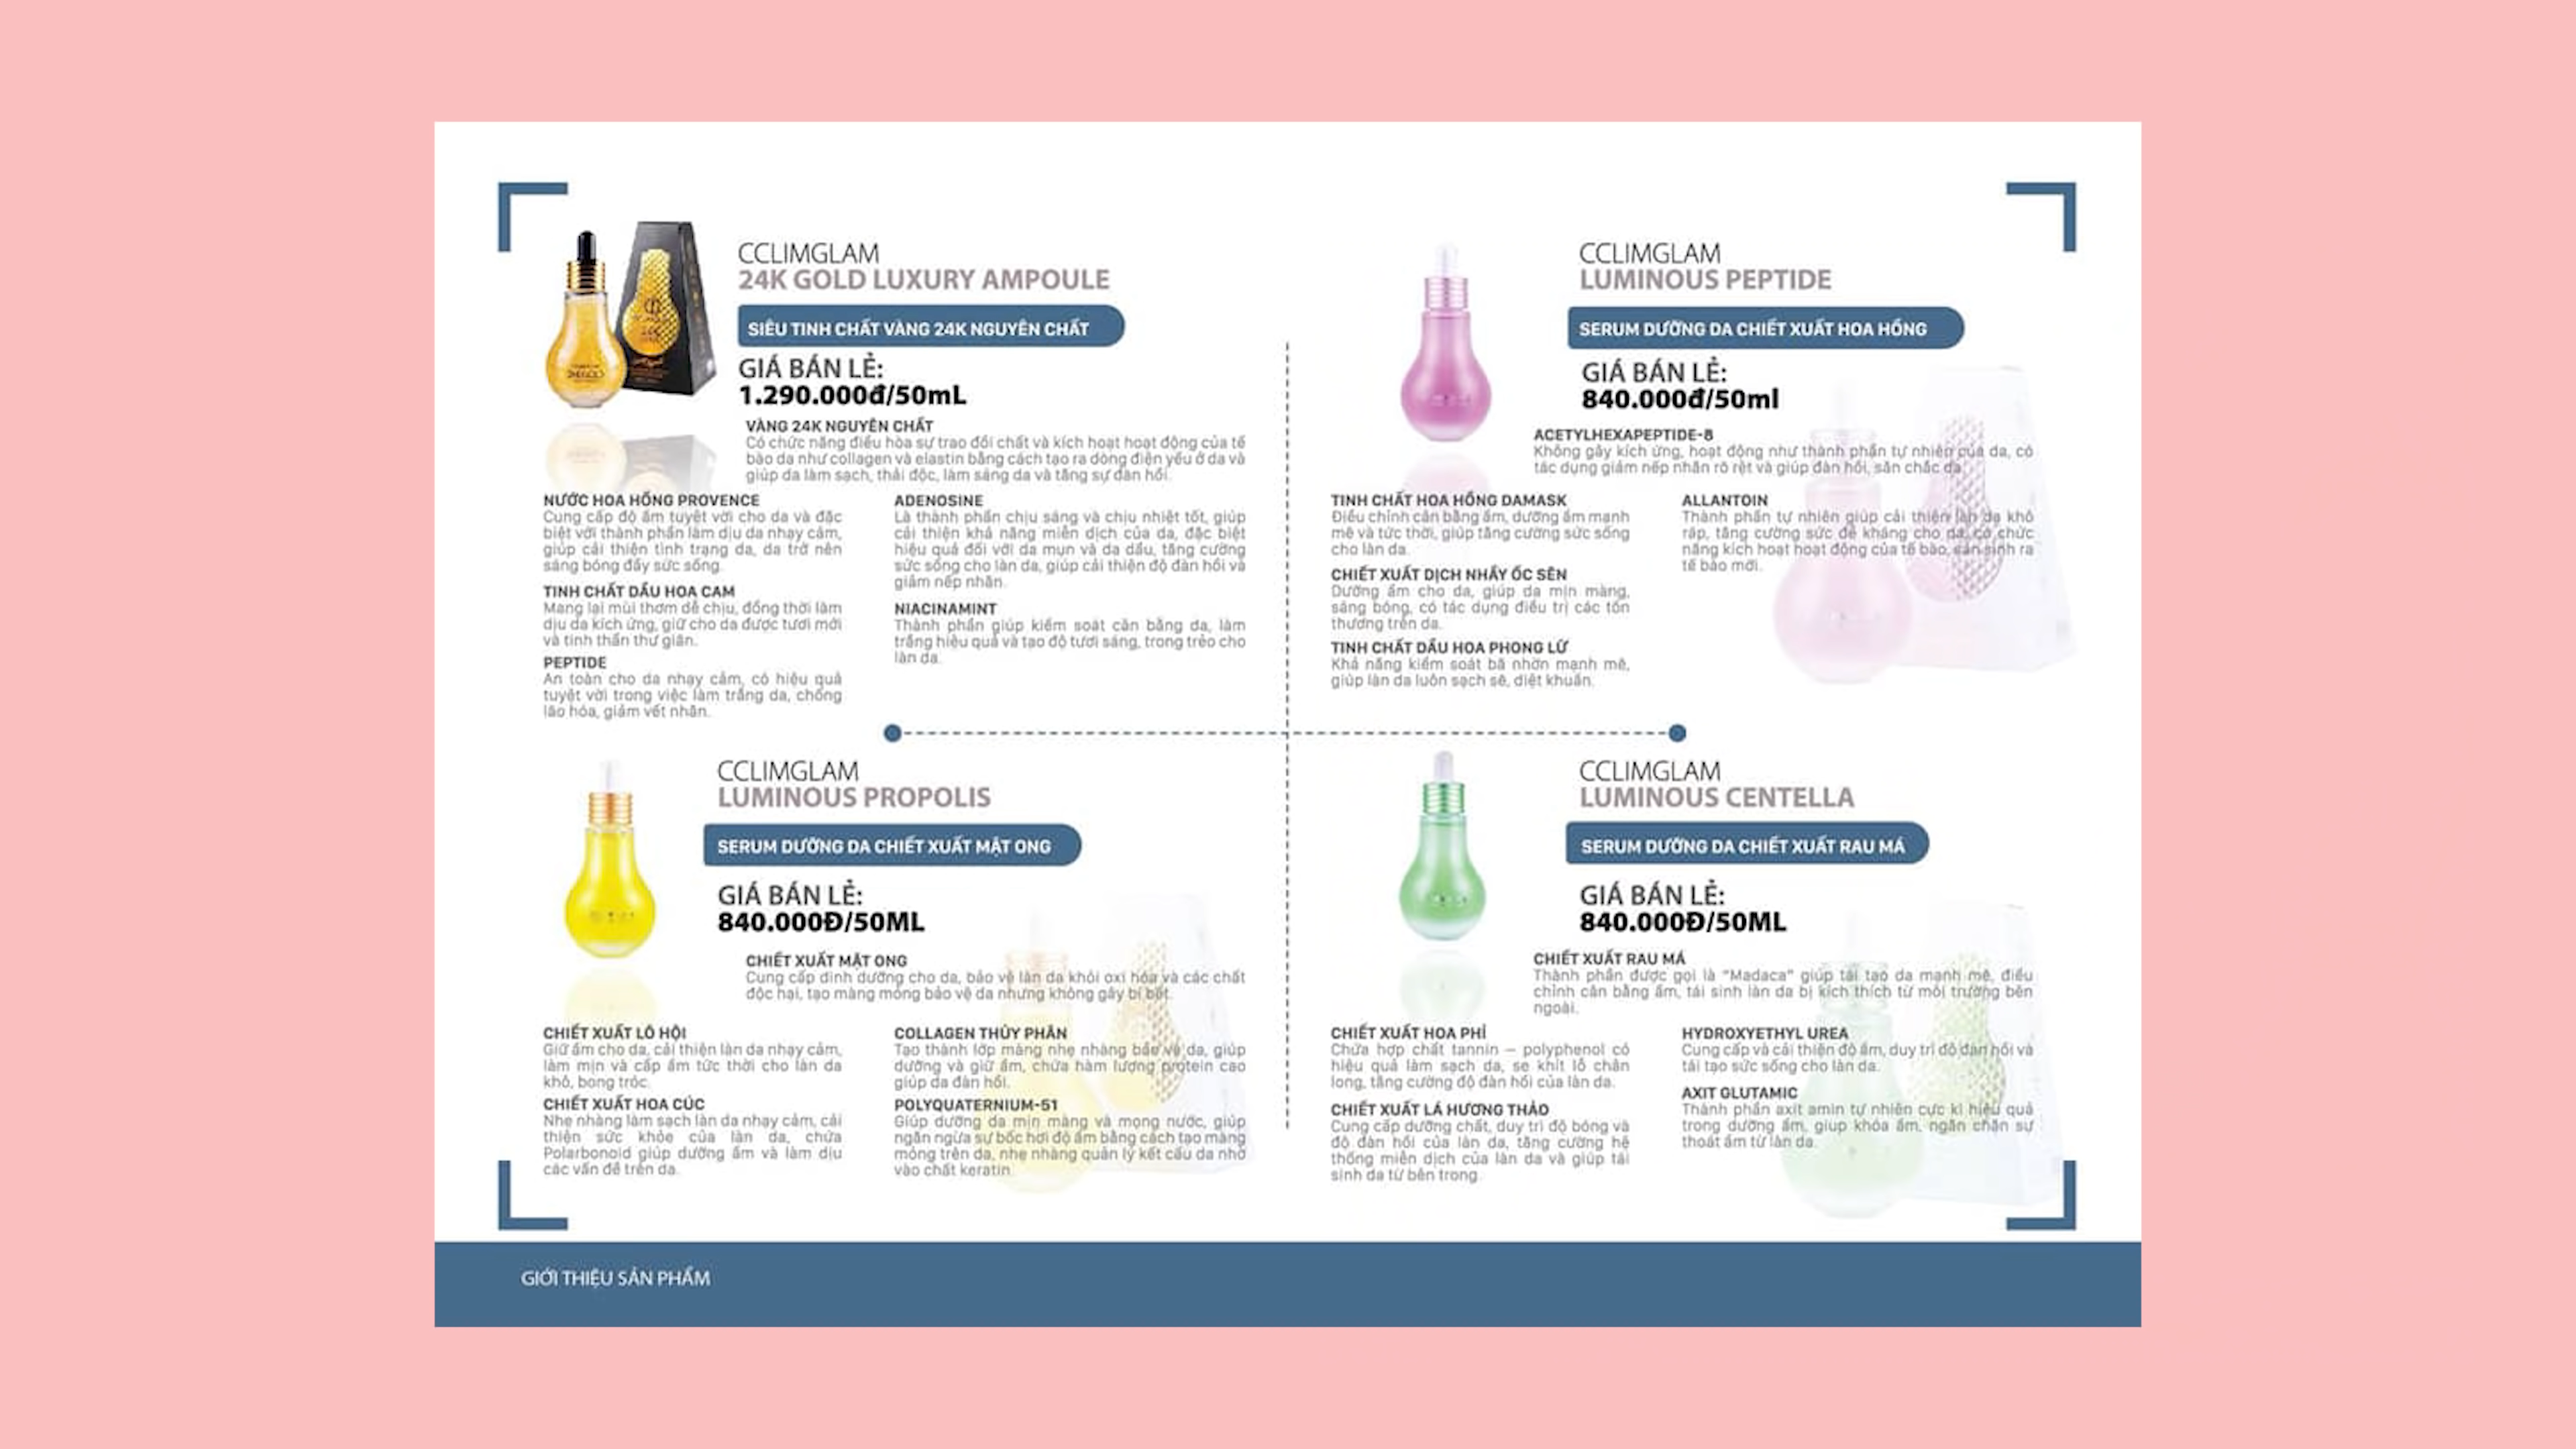 CCLIMGLAM
24K GOLD LUXURY AMPOULE
SIÊU TINH CHẤT VÀNG 24K NGUYÊN CHẤT
GIÁ BÁN LẺ:
1.290.000đ/50mL
VÀNG 24K NGUYÊN CHẤT
Có chức năng điều hòa sự trao đổi chất và kích hoạt hoạt động của tế
bào da như collagen và elastin bằng cách tạo ra dòng điện yếu ở da và
giúp da làm sạch, thải độc, làm sáng da và tăng sự đàn hồi.
NƯỚC HOA HỒNG PROVENCE
Cung cấp độ ẩm tuyệt vời cho da và đặc
biệt với thành phần làm dịu da nhạy cảm,
giúp cải thiện tình trạng da, da trở nên
sáng bóng đầy sức sống.
TINH CHẤT DẦU HOA CAM
Mang lại mùi thơm dễ chịu, đồng thời làm
dịu da kích ứng, giữ cho da được tươi mới
và tinh thần thư giãn.
PEPTIDE
An toàn cho da nhạy cảm, có hiệu quả
tuyệt vời trong việc làm trắng da, chống
lão hóa, giảm vết nhăn.
ADENOSINE
Là thành phần chịu sáng và chịu nhiệt tốt, giúp
cải thiện khả năng miễn dịch của da, đặc biệt
hiệu quả đối với da mụn và da dầu, tăng cường
sức sống cho làn da, giúp cải thiện độ đàn hồi và
giảm nếp nhăn.
NIACINAMINT
Thành phần giúp kiểm soát cân bằng da, làm
trắng hiệu quả và tạo độ tươi sáng, trong trẻo cho
làn da.
CCLIMGLAM
LUMINOUS PEPTIDE
SERUM DƯỠNG DA CHIẾT XUẤT HOA HỒNG
GIÁ BÁN LẺ:
840.000đ/50ml
ACETYLHEXAPEPTIDE-8
Không gây kích ứng, hoạt động như thành phần tự nhiên của da, có
tác dụng giảm nếp nhăn rõ rệt và giúp đàn hồi, săn chắc da.
TINH CHẤT HOA HỒNG DAMASK
Điều chỉnh cân bằng ẩm, dưỡng ẩm mạnh
mẽ và tức thời, giúp tăng cường sức sống
cho làn da.
CHIẾT XUẤT DỊCH NHẦY ỐC SÊN
Dưỡng ẩm cho da, giúp da mịn màng,
sáng bóng, có tác dụng điều trị các tổn
thương trên da.
TINH CHẤT DẦU HOA PHONG LỮ
Khả năng kiểm soát bã nhờn mạnh mẽ,
giúp làn da luôn sạch sẽ, diệt khuẩn.
ALLANTOIN
Thành phần tự nhiên giúp cải thiện làn da khô
ráp, tăng cường sức đề kháng cho da, có chức
năng kích hoạt hoạt động của tế bào, sản sinh ra
tế bào mới.
CCLIMGLAM
LUMINOUS PROPOLIS
SERUM DƯỠNG DA CHIẾT XUẤT MẬT ONG
GIÁ BÁN LẺ:
840.000Đ/50ML
CHIẾT XUẤT MẬT ONG
Cung cấp dinh dưỡng cho da, bảo vệ làn da khỏi oxi hóa và các chất
độc hại, tạo màng mỏng bảo vệ da nhưng không gây bí bết.
CHIẾT XUẤT LÔ HỘI
Giữ ẩm cho da, cải thiện làn da nhạy cảm,
làm mịn và cấp ẩm tức thời cho làn da
khô, bong tróc.
CHIẾT XUẤT HOA CÚC
Nhẹ nhàng làm sạch làn da nhạy cảm, cải
thiện sức khỏe của làn da, chứa
Polarbonoid giúp dưỡng ẩm và làm dịu
các vấn đề trên da.
COLLAGEN THỦY PHÂN
Tạo thành lớp màng nhẹ nhàng bảo vệ da, giúp
dưỡng và giữ ẩm, chứa hàm lượng protein cao
giúp da đàn hồi.
POLYQUATERNIUM-51
Giúp dưỡng da mịn màng và mọng nước, giúp
ngăn ngừa sự bốc hơi độ ẩm bằng cách tạo màng
mỏng trên da, nhẹ nhàng quản lý kết cấu da nhờ
vào chất keratin.
CCLIMGLAM
LUMINOUS CENTELLA
SERUM DƯỠNG DA CHIẾT XUẤT RAU MÁ
GIÁ BÁN LẺ:
840.000Đ/50ML
CHIẾT XUẤT RAU MÁ
Thành phần được gọi là "Madaca" giúp tái tạo da mạnh mẽ, điều
chỉnh cân bằng ẩm, tái sinh làn da bị kích thích từ môi trường bên
ngoài.
CHIẾT XUẤT HOA PHỈ
Chứa hợp chất tannin – polyphenol có
hiệu quả làm sạch da, se khít lỗ chân
long, tăng cường độ đàn hồi của làn da.
CHIẾT XUẤT LÁ HƯƠNG THẢO
Cung cấp dưỡng chất, duy trì độ bóng và
độ đàn hồi của làn da, tăng cường hệ
thống miễn dịch của làn da và giúp tái
sinh da từ bên trong.
HYDROXYETHYL UREA
Cung cấp và cải thiện độ ẩm, duy trì độ đàn hồi và
tái tạo sức sống cho làn da.
AXIT GLUTAMIC
Thành phần axit amin tự nhiên cực kì hiệu quả
trong dưỡng ẩm, giup khóa ẩm, ngăn chặn sự
thoát ẩm từ làn da.
GIỚI THIỆU SẢN PHẨM